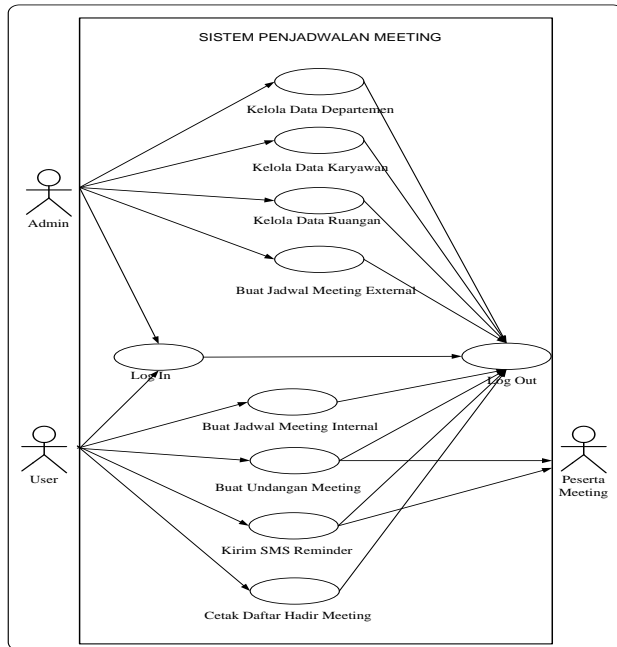 SISTEM PENJADWALAN MEETING
Kelola Data Departemen
Kelola Data Karyawan
Admin
Kelola Data Ruangan
Buat Jadwal Meeting External
Log In
Log Out
Buat Jadwal Meeting Internal
User
Buat Undangan Meeting
Peserta
Meeting
Kirim SMS Reminder
Cetak Daftar Hadir Meeting